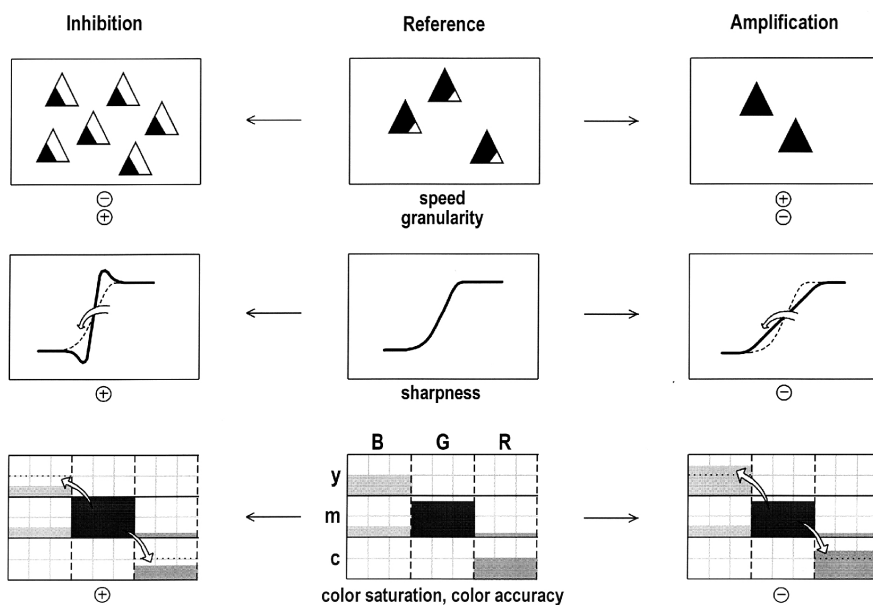 Inhibition
Reference
Amplification
speed
granularity
sharpness
B G R
y
m
c
color saturation, color accuracy